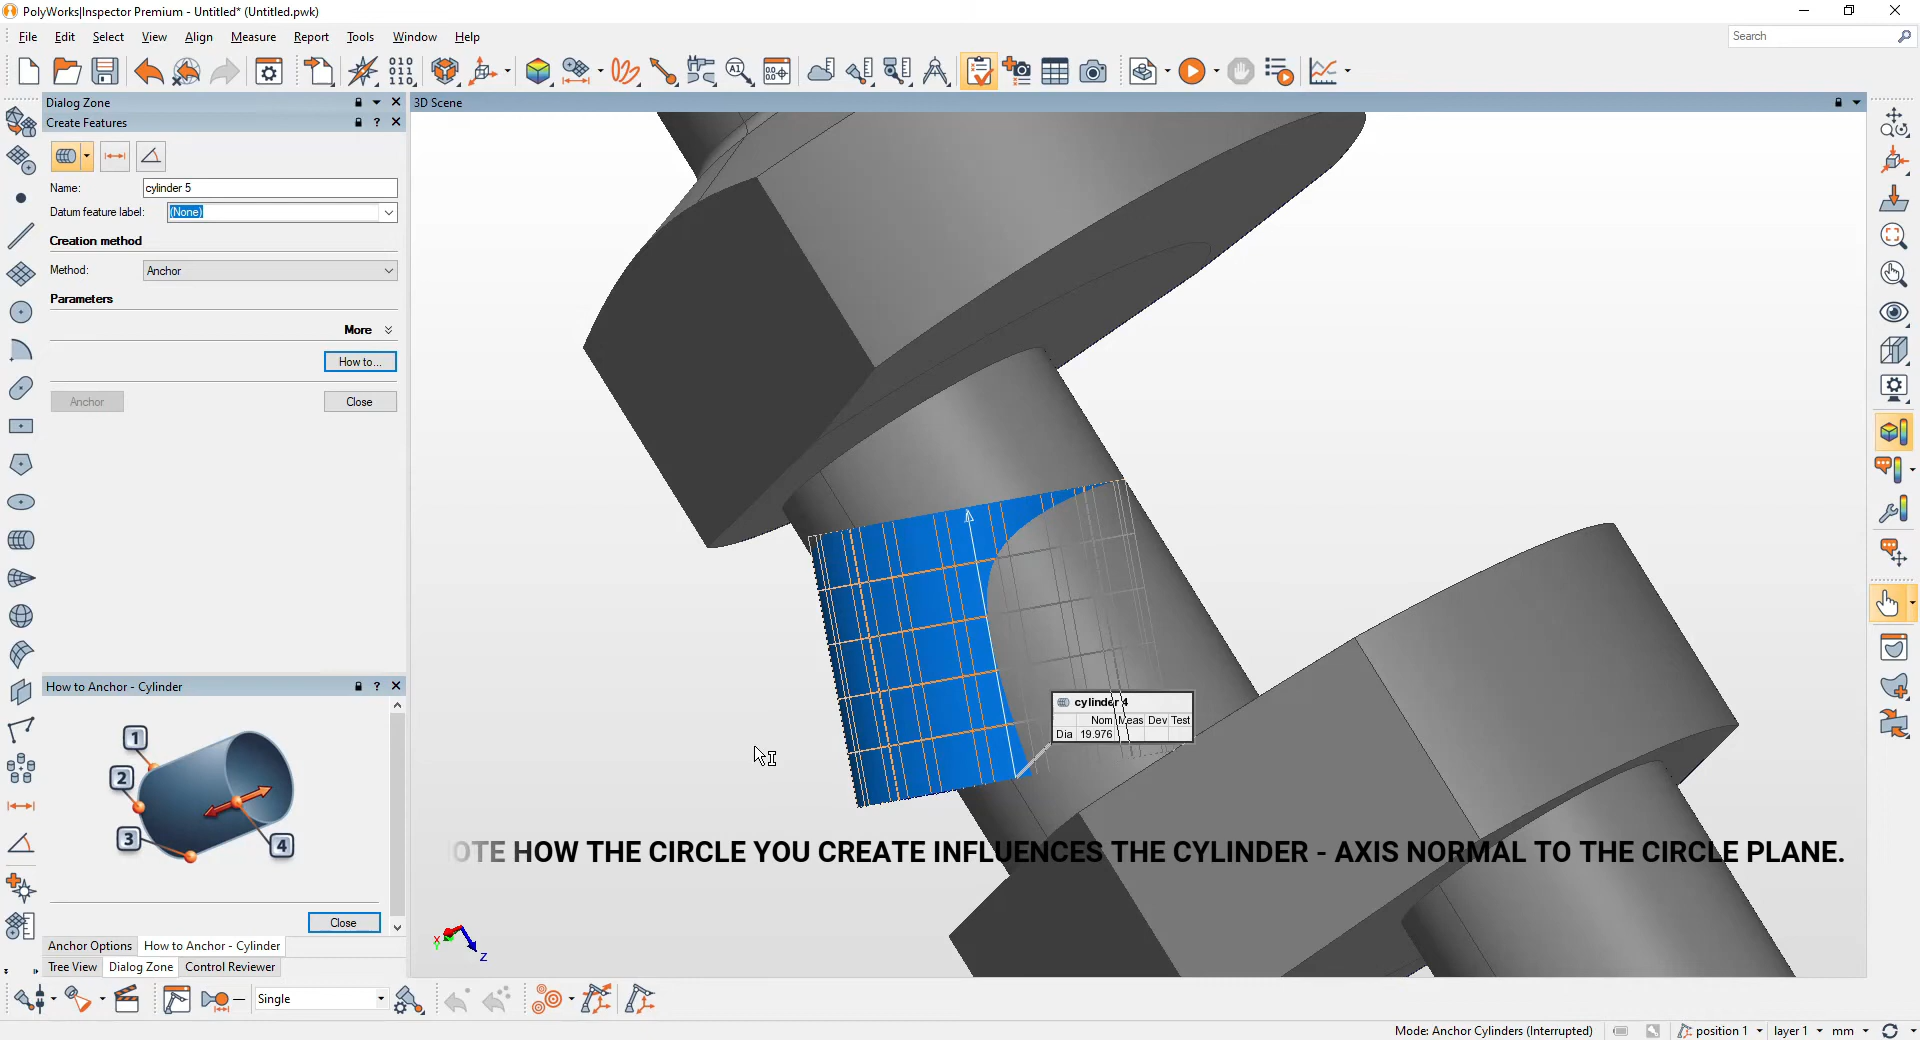 PolyWorks|Inspector Premium - Untitled* (Untitled.pwk)
File Edit Select View Align Measure Report Tools Window Help
Search
Dialog Zone
3D Scene
Create Features
Name: cylinder 5
Datum feature label: (None)
Creation method
Method: Anchor
Parameters
More
How to...
Anchor
Close
cylinder 4
Nom Meas Dev Test
Dia 19.976
How to Anchor - Cylinder
1
2
3
4
OTE HOW THE CIRCLE YOU CREATE INFLUENCES THE CYLINDER - AXIS NORMAL TO THE CIRCLE PLANE.
Close
X
Y
Z
Anchor Options How to Anchor - Cylinder
Tree View Dialog Zone Control Reviewer
Single
Mode: Anchor Cylinders (Interrupted) position 1 layer 1 mm